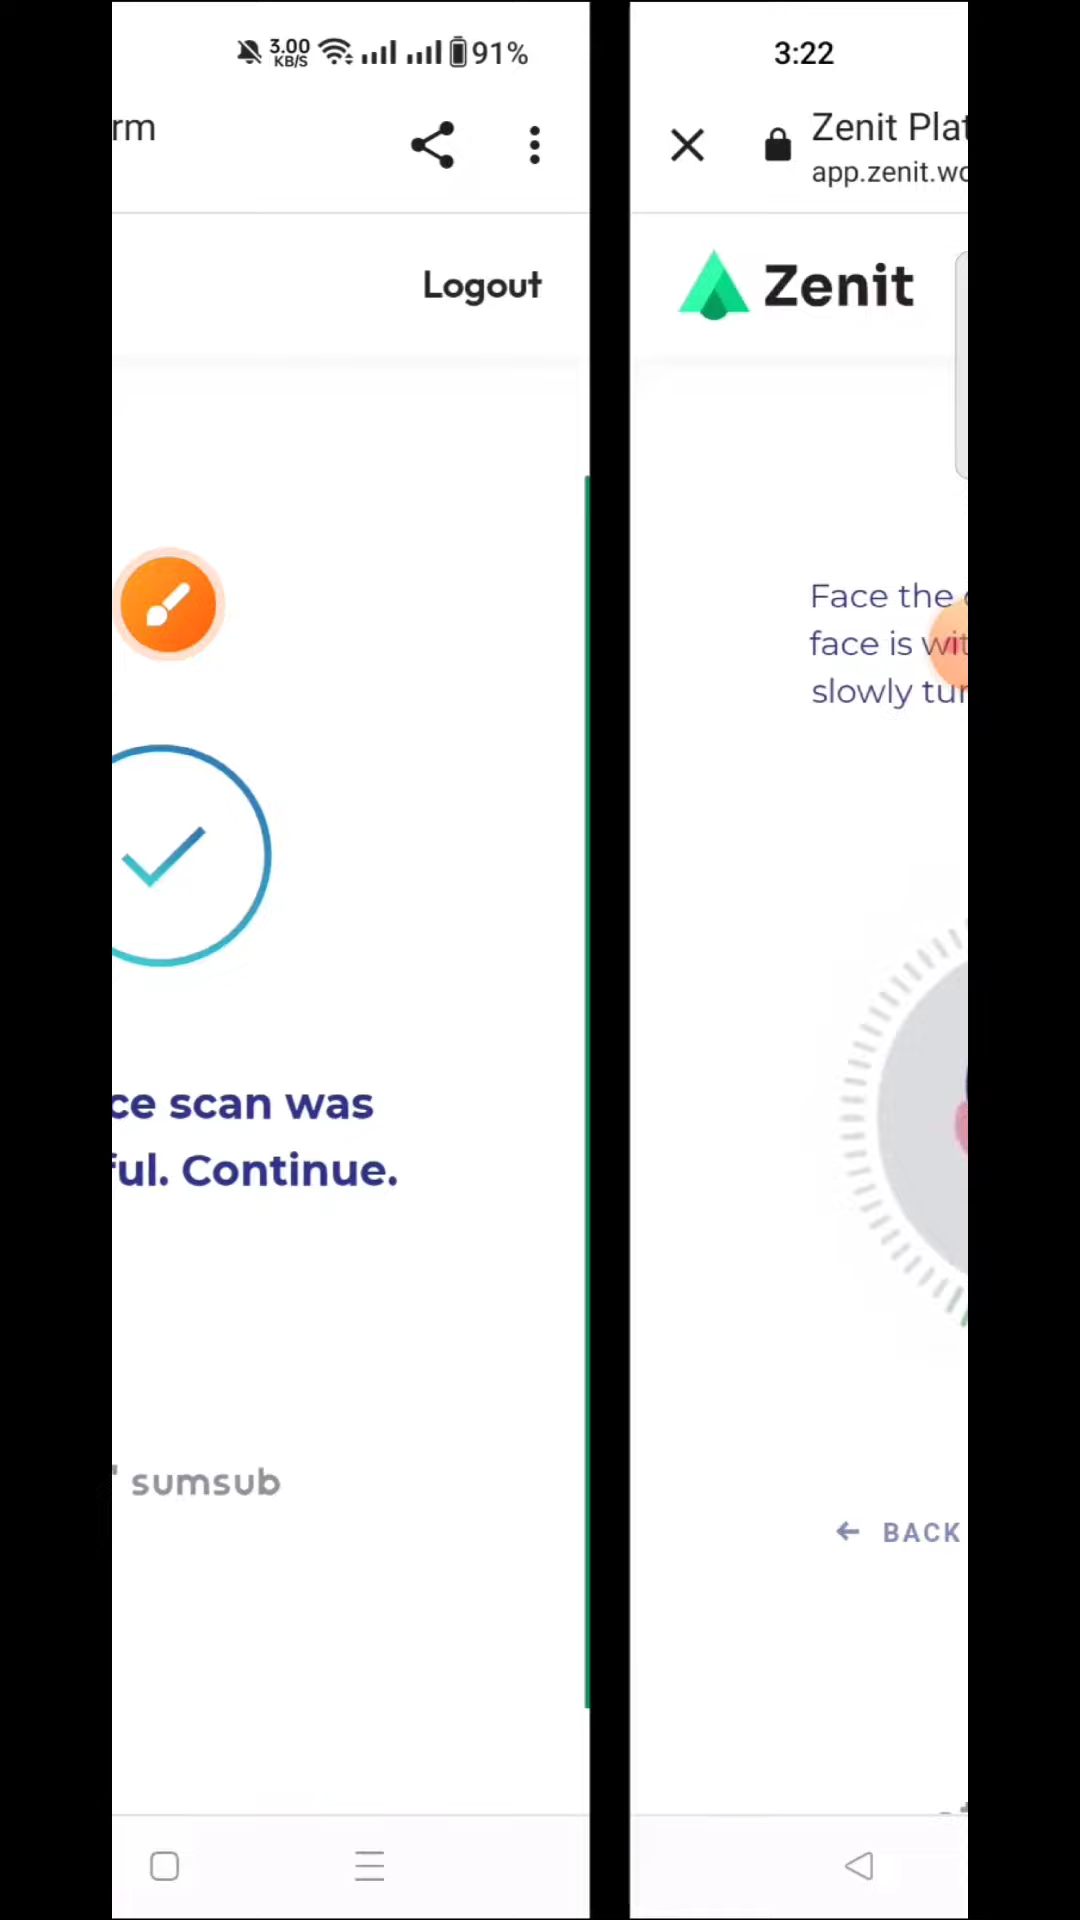 3.00
KB/S
91%
rm
Logout
ce scan was
ful. Continue.
sumsub
3:22
Zenit Plat
app.zenit.wo
Zenit
Face the
face is wit
slowly tur
BACK